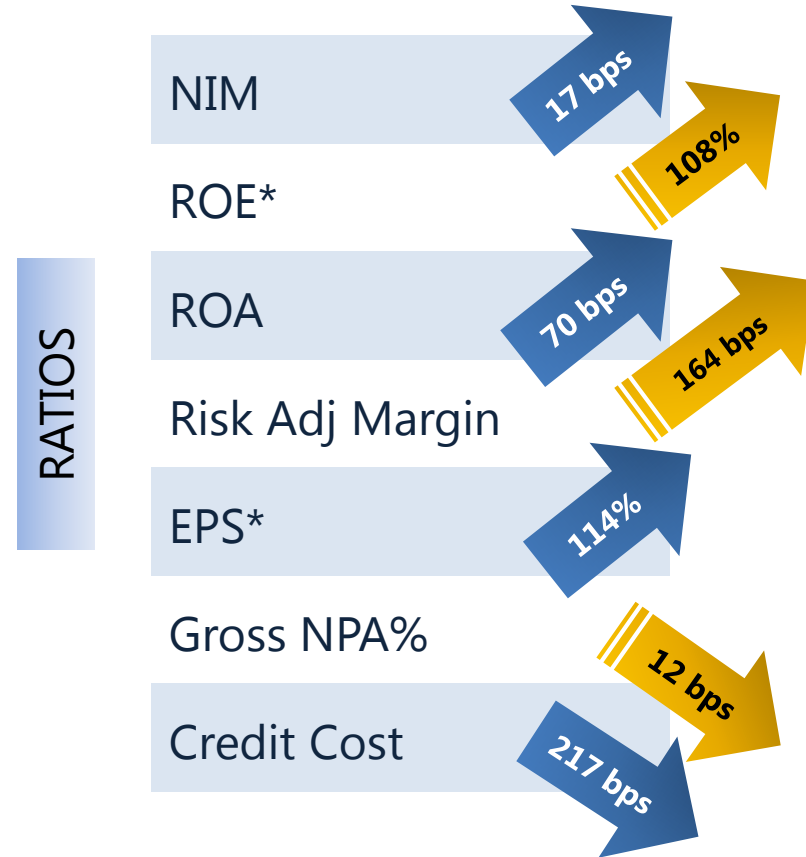 RATIOS
NIM
17 bps
ROE*
108%
ROA
70 bps
Risk Adj Margin
164 bps
EPS*
114%
Gross NPA%
12 bps
Credit Cost
217 bps